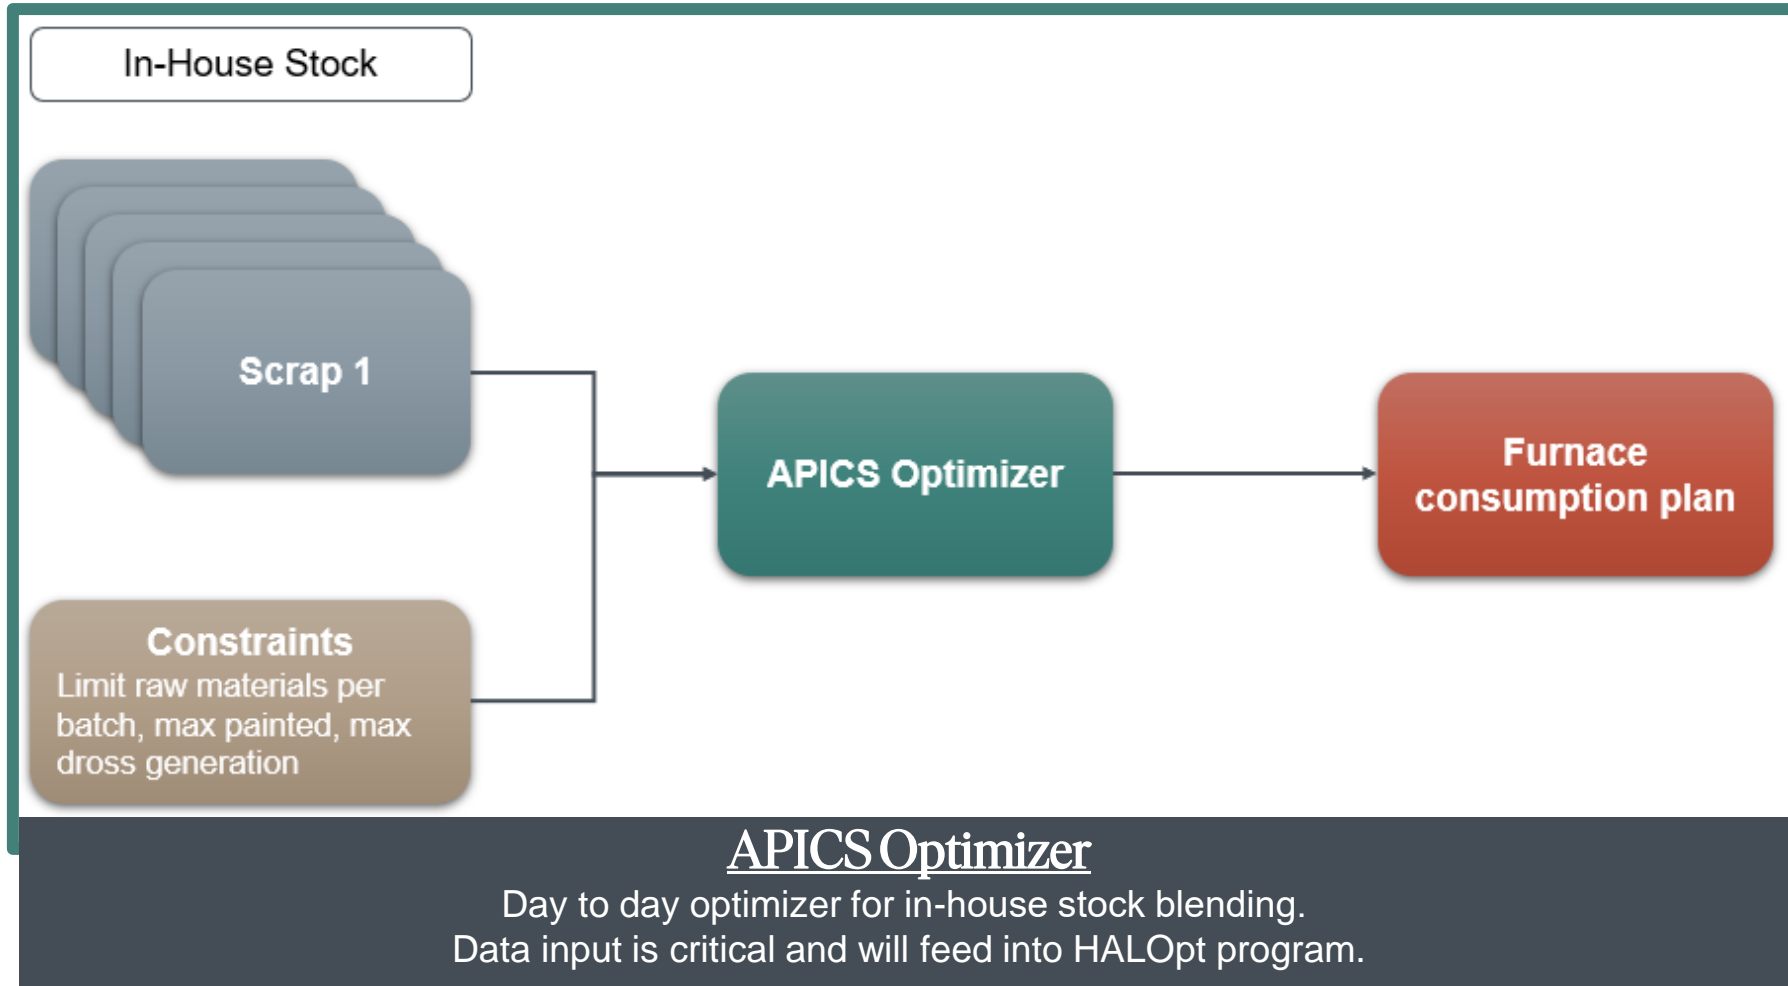 In-House Stock
Scrap 1
APICS Optimizer
Furnace
consumption plan
Constraints
Limit raw materials per
batch, max painted, max
dross generation
APICS Optimizer
Day to day optimizer for in-house stock blending.
Data input is critical and will feed into HALOpt program.